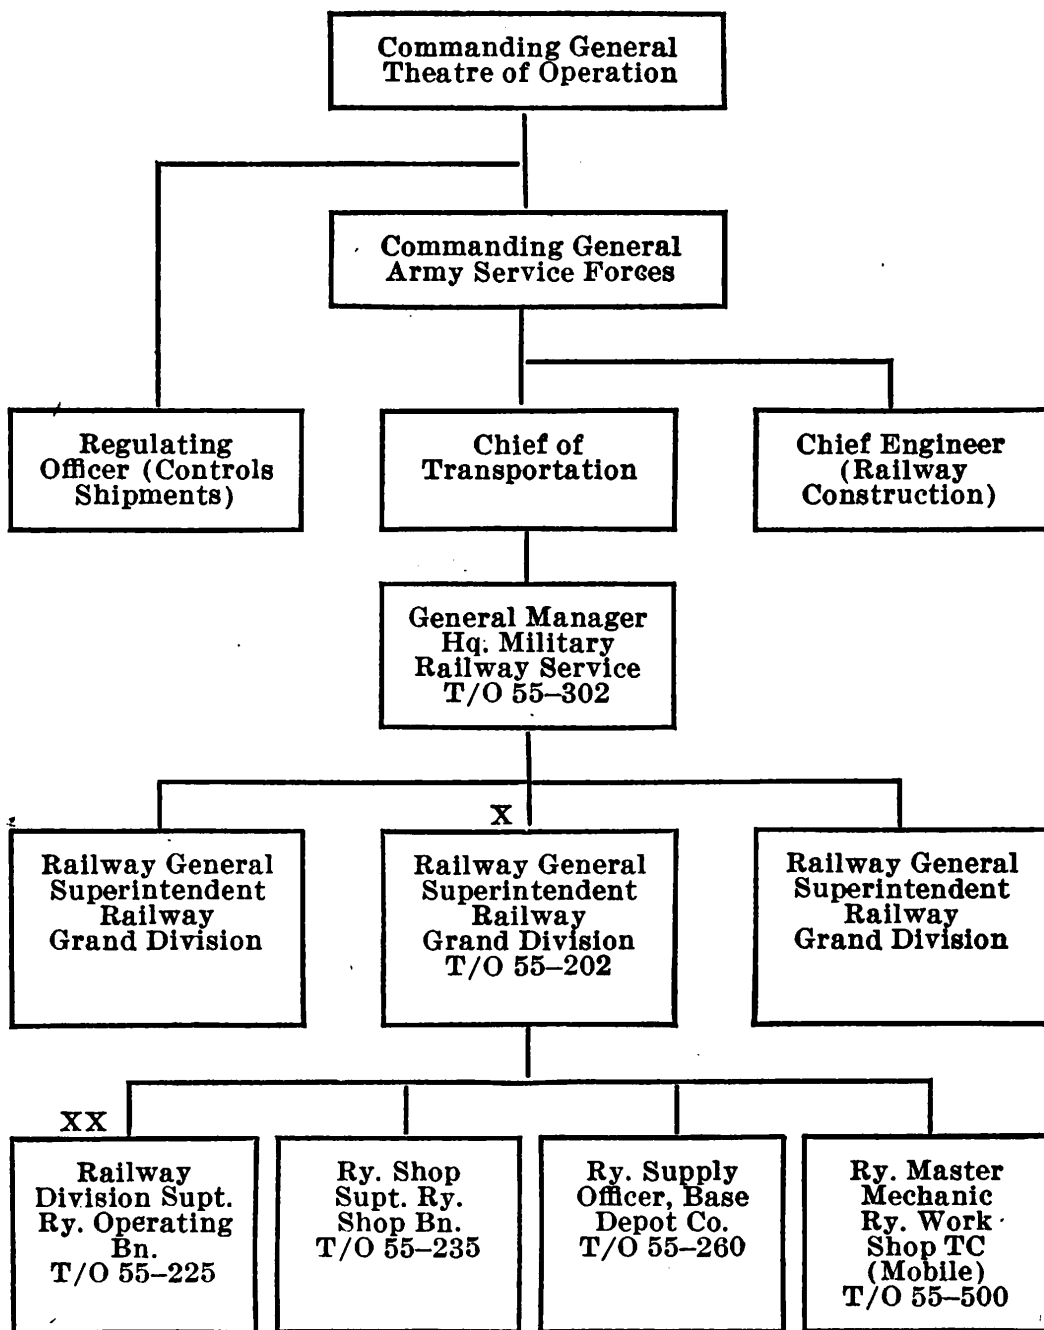 Commanding General
Theatre of Operation
Commanding General
Army Service Forces
Regulating
Officer (Controls
Shipments)
Chief of
Transportation
Chief Engineer
(Railway
Construction)
General Manager
Hq. Military
Railway Service
T/O 55–302
X
Railway General
Superintendent
Railway
Grand Division
Railway General
Superintendent
Railway
Grand Division
T/O 55–202
Railway General
Superintendent
Railway
Grand Division
XX
Railway
Division Supt.
Ry. Operating
Bn.
T/O 55–225
Ry. Shop
Supt. Ry.
Shop Bn.
T/O 55–235
Ry. Supply
Officer, Base
Depot Co.
T/O 55–260
Ry. Master
Mechanic
Ry. Work
Shop TC
(Mobile)
T/O 55–500